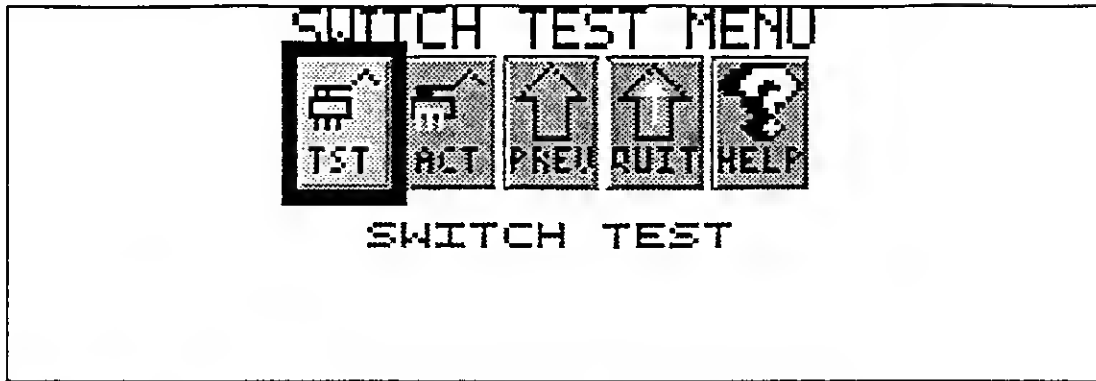 SWITCH TEST MENU
TST ACT PREV QUIT HELP
SWITCH TEST